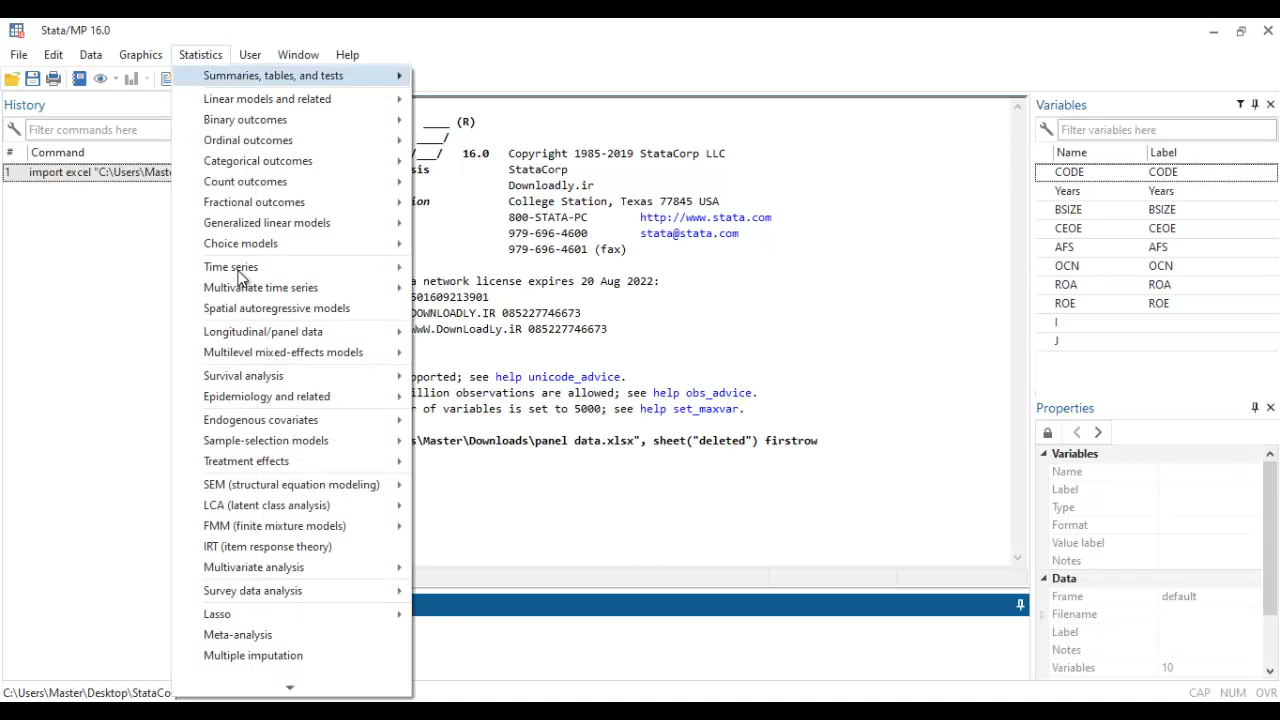 Stata/MP 16.0
File Edit Data Graphics Statistics User Window Help
History
Filter commands here
# Command
1 import excel "C:\Users\Maste
Summaries, tables, and tests
Linear models and related
Binary outcomes
Ordinal outcomes
Categorical outcomes
Count outcomes
Fractional outcomes
Generalized linear models
Choice models
Time series
Multivariate time series
Spatial autoregressive models
Longitudinal/panel data
Multilevel mixed-effects models
Survival analysis
Epidemiology and related
Endogenous covariates
Sample-selection models
Treatment effects
SEM (structural equation modeling)
LCA (latent class analysis)
FMM (finite mixture models)
IRT (item response theory)
Multivariate analysis
Survey data analysis
Lasso
Meta-analysis
Multiple imputation
____ (R)
____/
/__/ 16.0 Copyright 1985-2019 StataCorp LLC
sis StataCorp
Downloadly.ir
ion College Station, Texas 77845 USA
800-STATA-PC http://www.stata.com
979-696-4600 stata@stata.com
979-696-4601 (fax)
a network license expires 20 Aug 2022:
501609213901
DOWNLOADLY.IR 085227746673
WwW.DownLoadLy.iR 085227746673
pported; see help unicode_advice.
illion observations are allowed; see help obs_advice.
r of variables is set to 5000; see help set_maxvar.
s\Master\Downloads\panel data.xlsx", sheet("deleted") firstrow
Variables
Filter variables here
Name Label
CODE CODE
Years Years
BSIZE BSIZE
CEOE CEOE
AFS AFS
OCN OCN
ROA ROA
ROE ROE
I
J
Properties
Variables
Name
Label
Type
Format
Value label
Notes
Data
Frame default
Filename
Label
Notes
Variables 10
C:\Users\Master\Desktop\StataCo
CAP NUM OVR